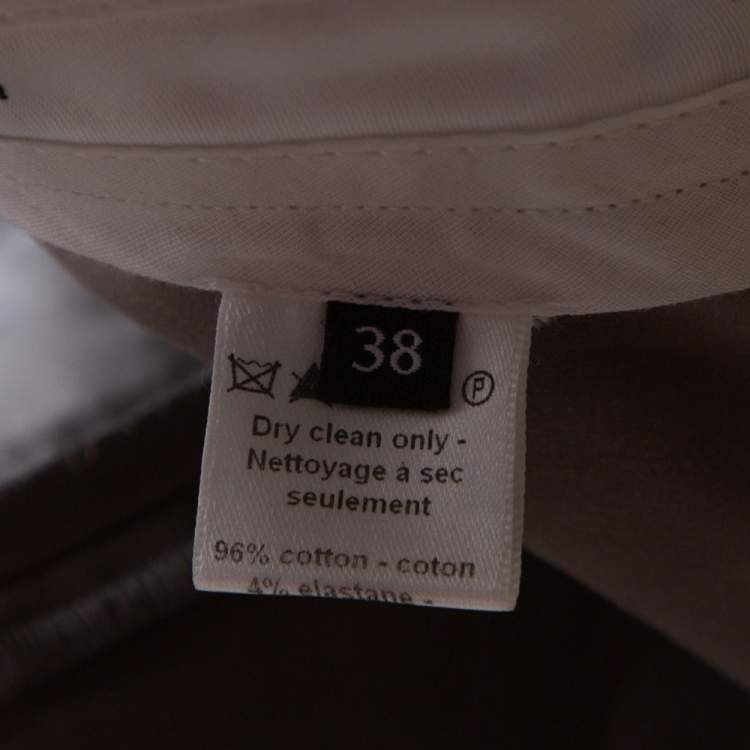 38
P
Dry clean only -
Nettoyage à sec
seulement
96% cotton - coton
4% elastane -